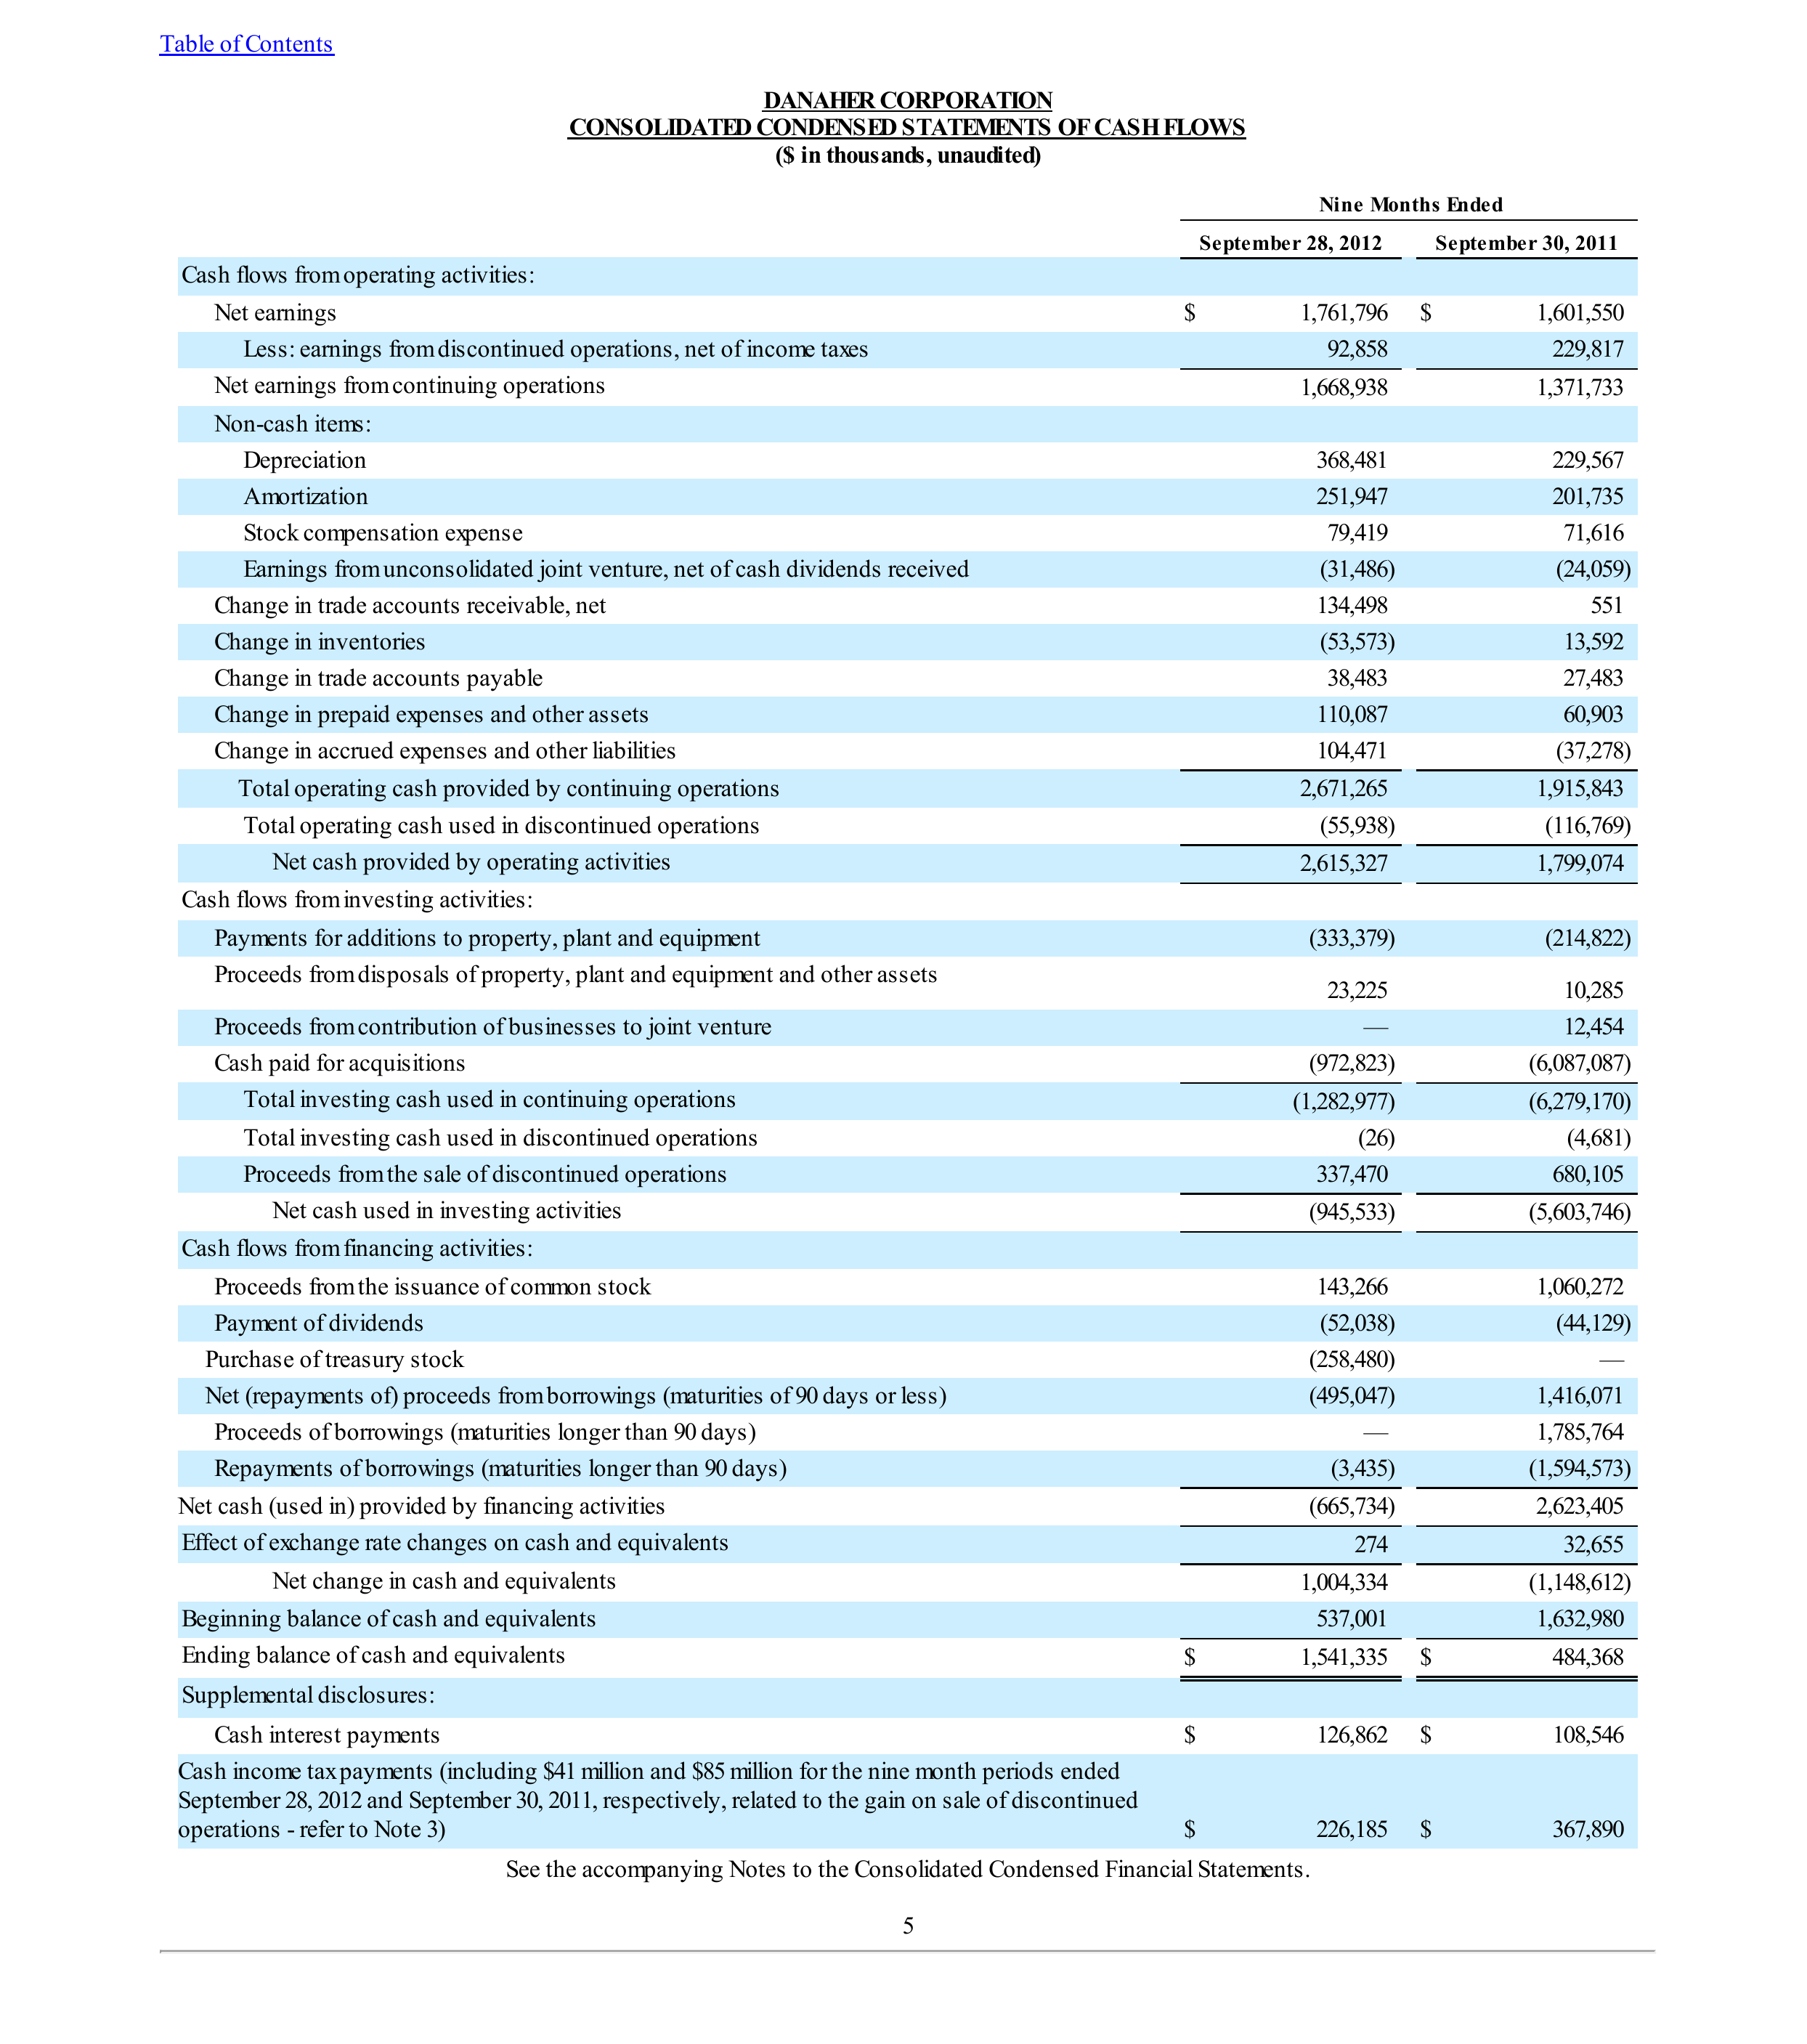 Table of Contents
DANAHER CORPORATION
CONSOLIDATED CONDENSED STATEMENTS OF CASH FLOWS
($ in thousands, unaudited)
Nine Months Ended
September 28, 2012 September 30, 2011
Cash flows from operating activities:
Net earnings $ 1,761,796 $ 1,601,550
Less: earnings from discontinued operations, net of income taxes 92,858 229,817
Net earnings from continuing operations 1,668,938 1,371,733
Non-cash items:
Depreciation 368,481 229,567
Amortization 251,947 201,735
Stock compensation expense 79,419 71,616
Earnings from unconsolidated joint venture, net of cash dividends received (31,486) (24,059)
Change in trade accounts receivable, net 134,498 551
Change in inventories (53,573) 13,592
Change in trade accounts payable 38,483 27,483
Change in prepaid expenses and other assets 110,087 60,903
Change in accrued expenses and other liabilities 104,471 (37,278)
Total operating cash provided by continuing operations 2,671,265 1,915,843
Total operating cash used in discontinued operations (55,938) (116,769)
Net cash provided by operating activities 2,615,327 1,799,074
Cash flows from investing activities:
Payments for additions to property, plant and equipment (333,379) (214,822)
Proceeds from disposals of property, plant and equipment and other assets 23,225 10,285
Proceeds from contribution of businesses to joint venture — 12,454
Cash paid for acquisitions (972,823) (6,087,087)
Total investing cash used in continuing operations (1,282,977) (6,279,170)
Total investing cash used in discontinued operations (26) (4,681)
Proceeds from the sale of discontinued operations 337,470 680,105
Net cash used in investing activities (945,533) (5,603,746)
Cash flows from financing activities:
Proceeds from the issuance of common stock 143,266 1,060,272
Payment of dividends (52,038) (44,129)
Purchase of treasury stock (258,480) —
Net (repayments of) proceeds from borrowings (maturities of 90 days or less) (495,047) 1,416,071
Proceeds of borrowings (maturities longer than 90 days) — 1,785,764
Repayments of borrowings (maturities longer than 90 days) (3,435) (1,594,573)
Net cash (used in) provided by financing activities (665,734) 2,623,405
Effect of exchange rate changes on cash and equivalents 274 32,655
Net change in cash and equivalents 1,004,334 (1,148,612)
Beginning balance of cash and equivalents 537,001 1,632,980
Ending balance of cash and equivalents $ 1,541,335 $ 484,368
Supplemental disclosures:
Cash interest payments $ 126,862 $ 108,546
Cash income tax payments (including $41 million and $85 million for the nine month periods ended
September 28, 2012 and September 30, 2011, respectively, related to the gain on sale of discontinued
operations - refer to Note 3) $ 226,185 $ 367,890
See the accompanying Notes to the Consolidated Condensed Financial Statements.
5